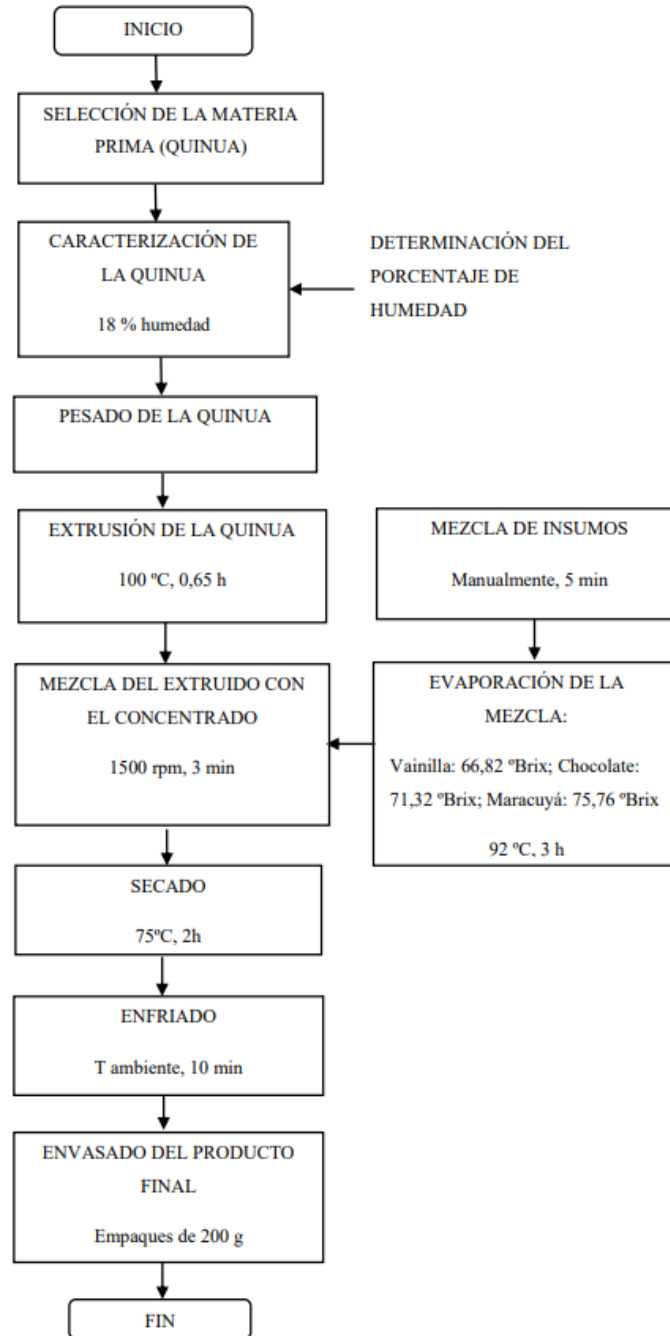 INICIO
SELECCIÓN DE LA MATERIA
PRIMA (QUINUA)
CARACTERIZACIÓN DE
LA QUINUA
18 % humedad
DETERMINACIÓN DEL
PORCENTAJE DE
HUMEDAD
PESADO DE LA QUINUA
EXTRUSIÓN DE LA QUINUA
100 ºC, 0,65 h
MEZCLA DE INSUMOS
Manualmente, 5 min
MEZCLA DEL EXTRUIDO CON
EL CONCENTRADO
1500 rpm, 3 min
EVAPORACIÓN DE LA
MEZCLA:
Vainilla: 66,82 ºBrix; Chocolate:
71,32 ºBrix; Maracuyá: 75,76 ºBrix
92 ºC, 3 h
SECADO
75ºC, 2h
ENFRIADO
T ambiente, 10 min
ENVASADO DEL PRODUCTO
FINAL
Empaques de 200 g
FIN